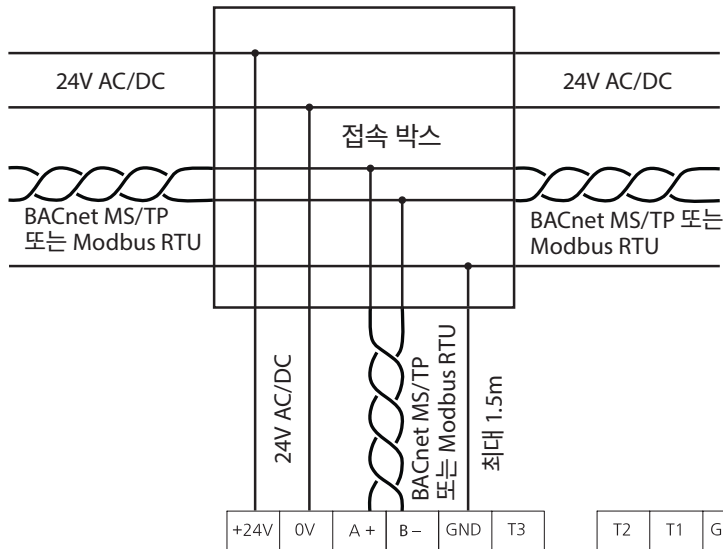 24V AC/DC
24V AC/DC
접속 박스
BACnet MS/TP
또는 Modbus RTU
BACnet MS/TP 또는
Modbus RTU
24V AC/DC
BACnet MS/TP
또는 Modbus RTU
최대 1.5m
+24V 0V A + B – GND T3 T2 T1 G